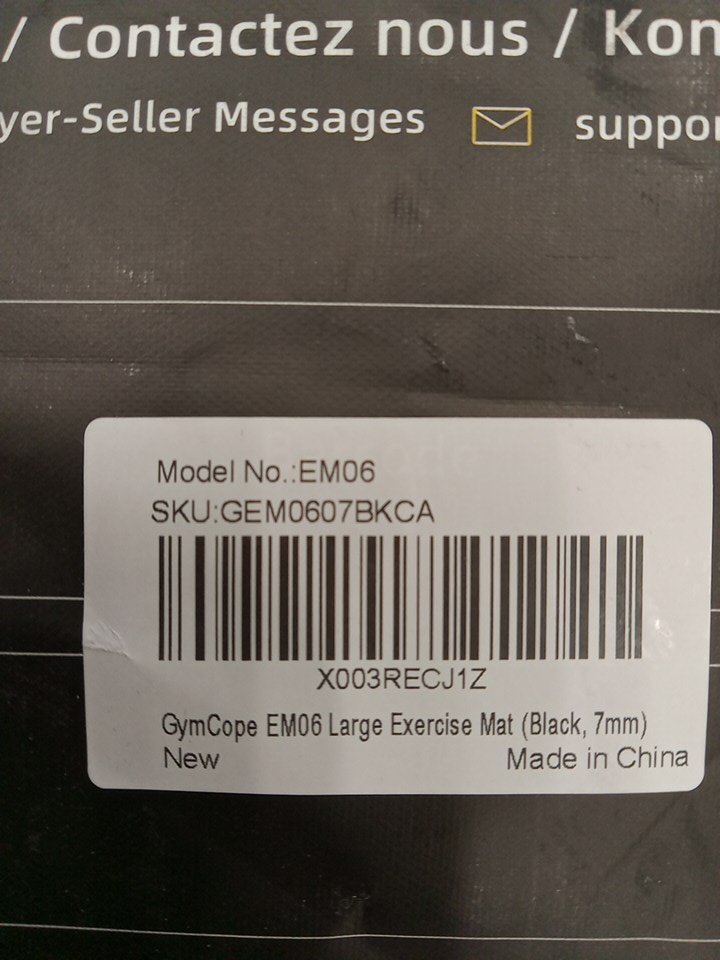 / Contactez nous / Kon
yer-Seller Messages suppor
Model No.:EM06
SKU:GEM0607BKCA
X003RECJ1Z
GymCope EM06 Large Exercise Mat (Black, 7mm)
New Made in China